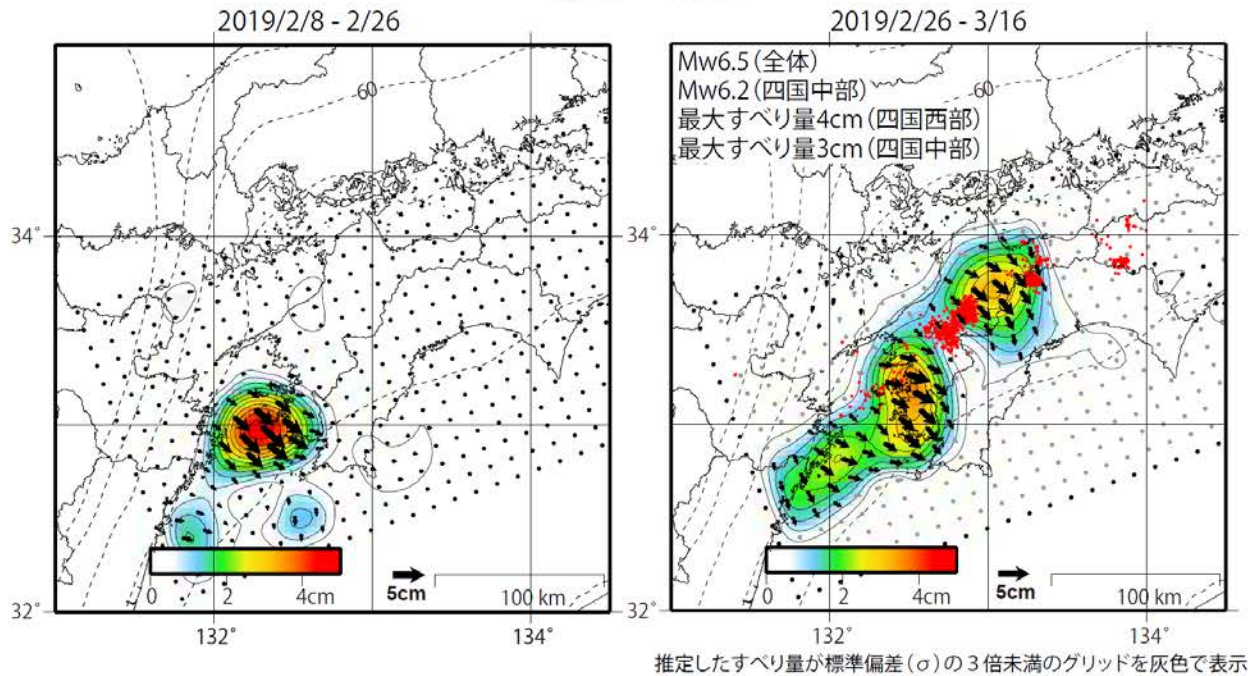 2019/2/8 - 2/26
2019/2/26 - 3/16
Mw6.5(全体)
Mw6.2(四国中部)
最大すべり量4cm(四国西部)
最大すべり量3cm(四国中部)
60
60
34°
34°
0 2 4cm
5cm
100 km
0 2 4cm
5cm
100 km
32°
32°
132° 134°
132° 134°
推定したすべり量が標準偏差(σ)の3倍未満のグリッドを灰色で表示